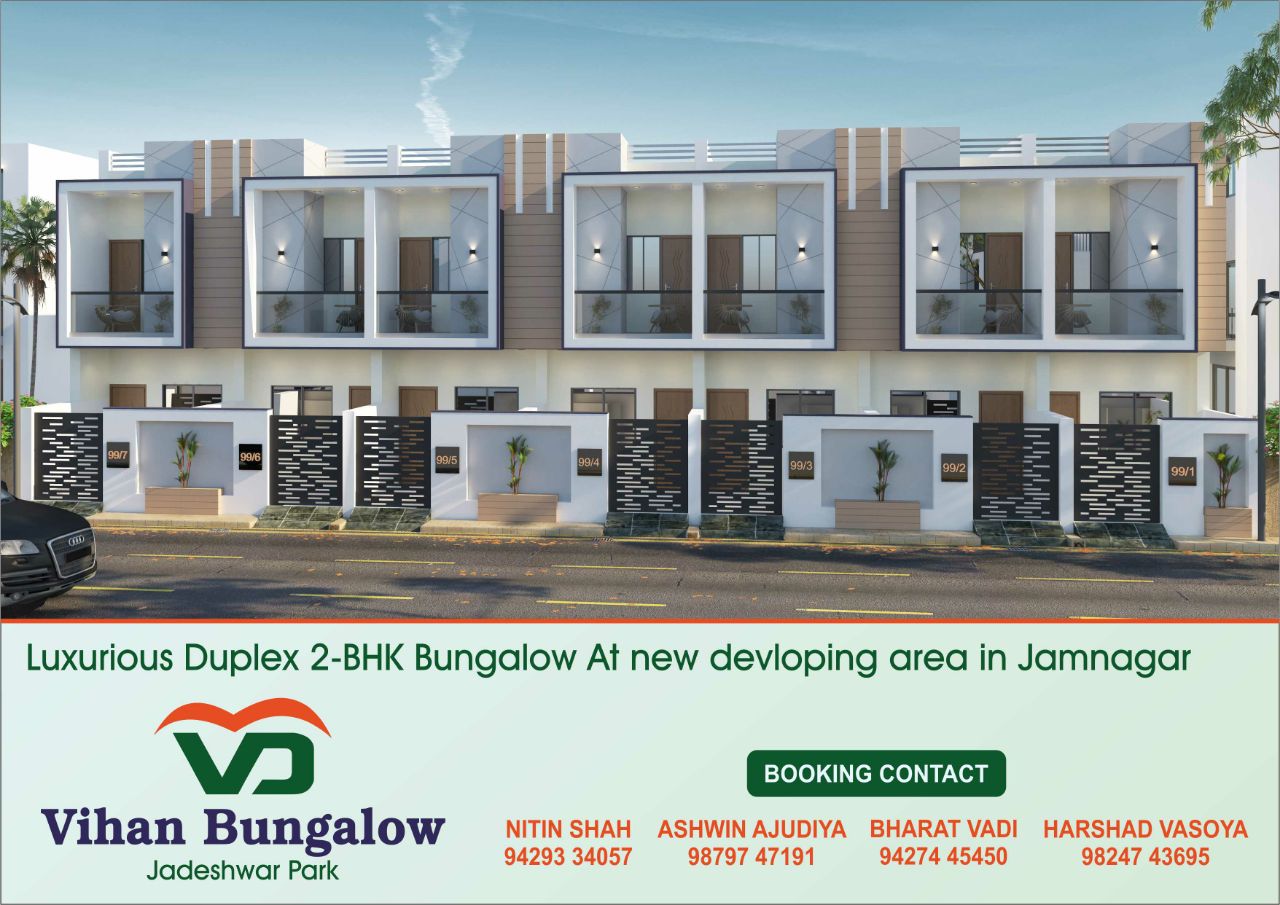 99/7
99/6
99/5
99/4
99/3
99/2
99/1
Luxurious Duplex 2-BHK Bungalow At new devloping area in Jamnagar
VD
Vihan Bungalow
Jadeshwar Park
BOOKING CONTACT
NITIN SHAH
94293 34057
ASHWIN AJUDIYA
98797 47191
BHARAT VADI
94274 45450
HARSHAD VASOYA
98247 43695